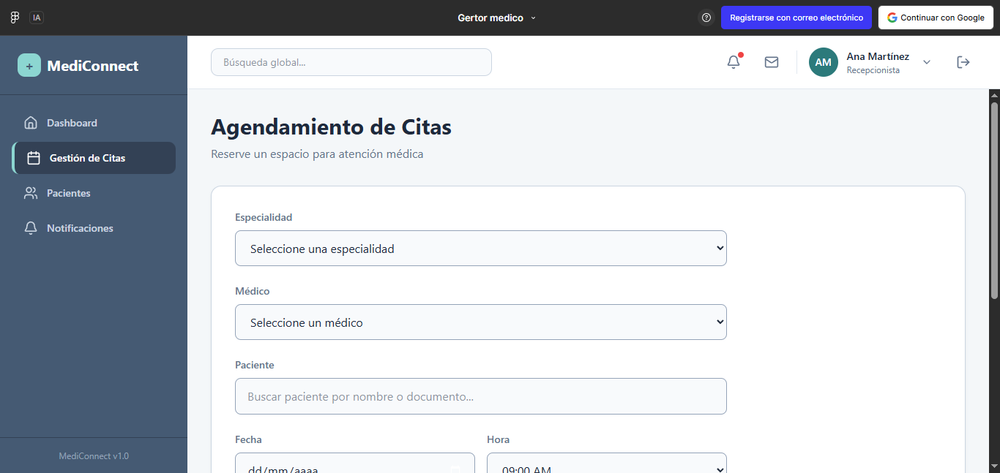 IA
Gertor medico
Registrarse con correo electrónico
Continuar con Google
+ MediConnect
Búsqueda global...
AM
Ana Martínez
Recepcionista
Dashboard
Gestión de Citas
Pacientes
Notificaciones
MediConnect v1.0
Agendamiento de Citas
Reserve un espacio para atención médica
Especialidad
Seleccione una especialidad
Médico
Seleccione un médico
Paciente
Buscar paciente por nombre o documento...
Fecha
Hora
dd/mm/aaaa
09:00 AM